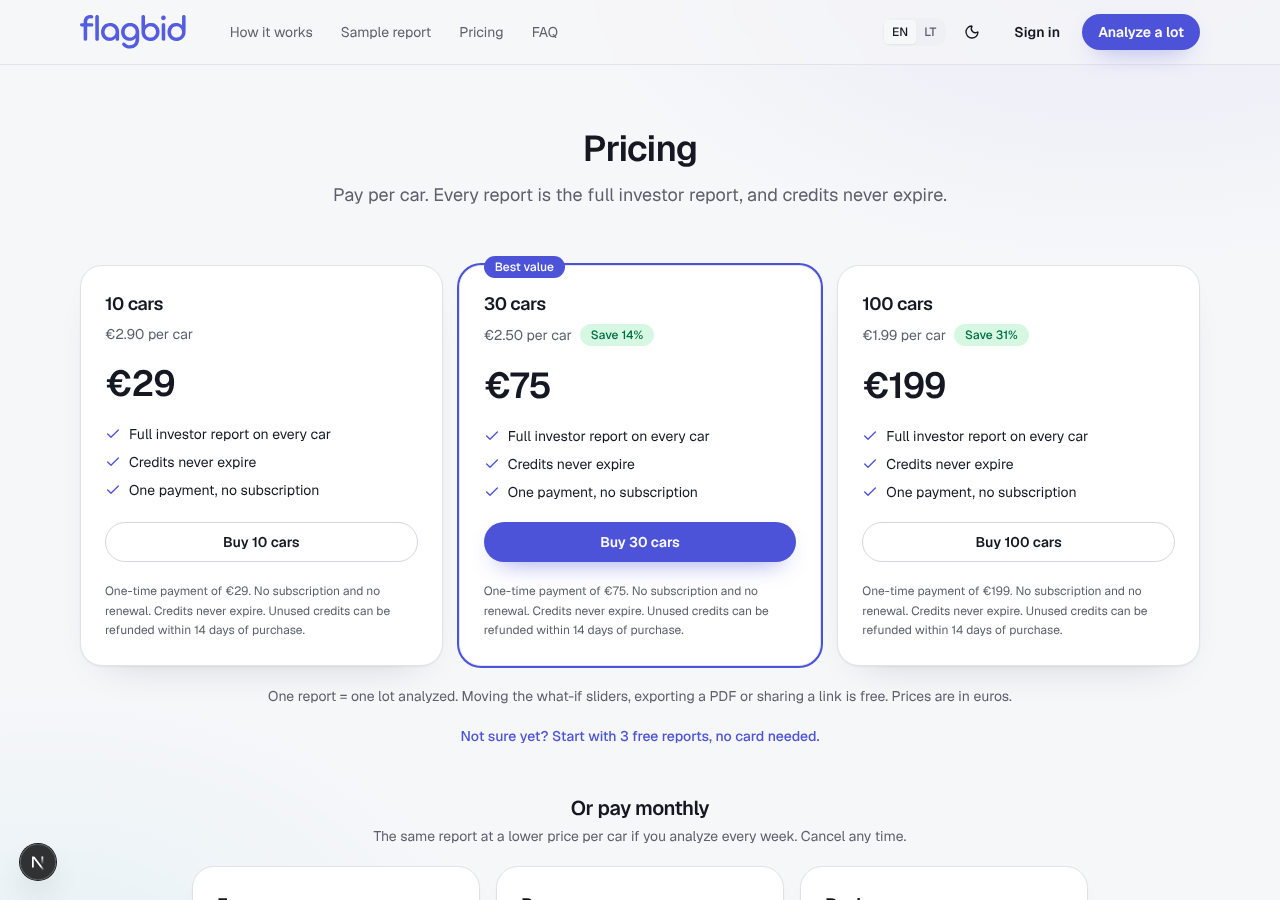 flagbid
How it works
Sample report
Pricing
FAQ
EN
LT
Sign in
Analyze a lot
Pricing
Pay per car. Every report is the full investor report, and credits never expire.
10 cars
€2.90 per car
€29
Full investor report on every car
Credits never expire
One payment, no subscription
Buy 10 cars
One-time payment of €29. No subscription and no
renewal. Credits never expire. Unused credits can be
refunded within 14 days of purchase.
Best value
30 cars
€2.50 per car
Save 14%
€75
Full investor report on every car
Credits never expire
One payment, no subscription
Buy 30 cars
One-time payment of €75. No subscription and no
renewal. Credits never expire. Unused credits can be
refunded within 14 days of purchase.
100 cars
€1.99 per car
Save 31%
€199
Full investor report on every car
Credits never expire
One payment, no subscription
Buy 100 cars
One-time payment of €199. No subscription and no
renewal. Credits never expire. Unused credits can be
refunded within 14 days of purchase.
One report = one lot analyzed. Moving the what-if sliders, exporting a PDF or sharing a link is free. Prices are in euros.
Not sure yet? Start with 3 free reports, no card needed.
Or pay monthly
The same report at a lower price per car if you analyze every week. Cancel any time.
N